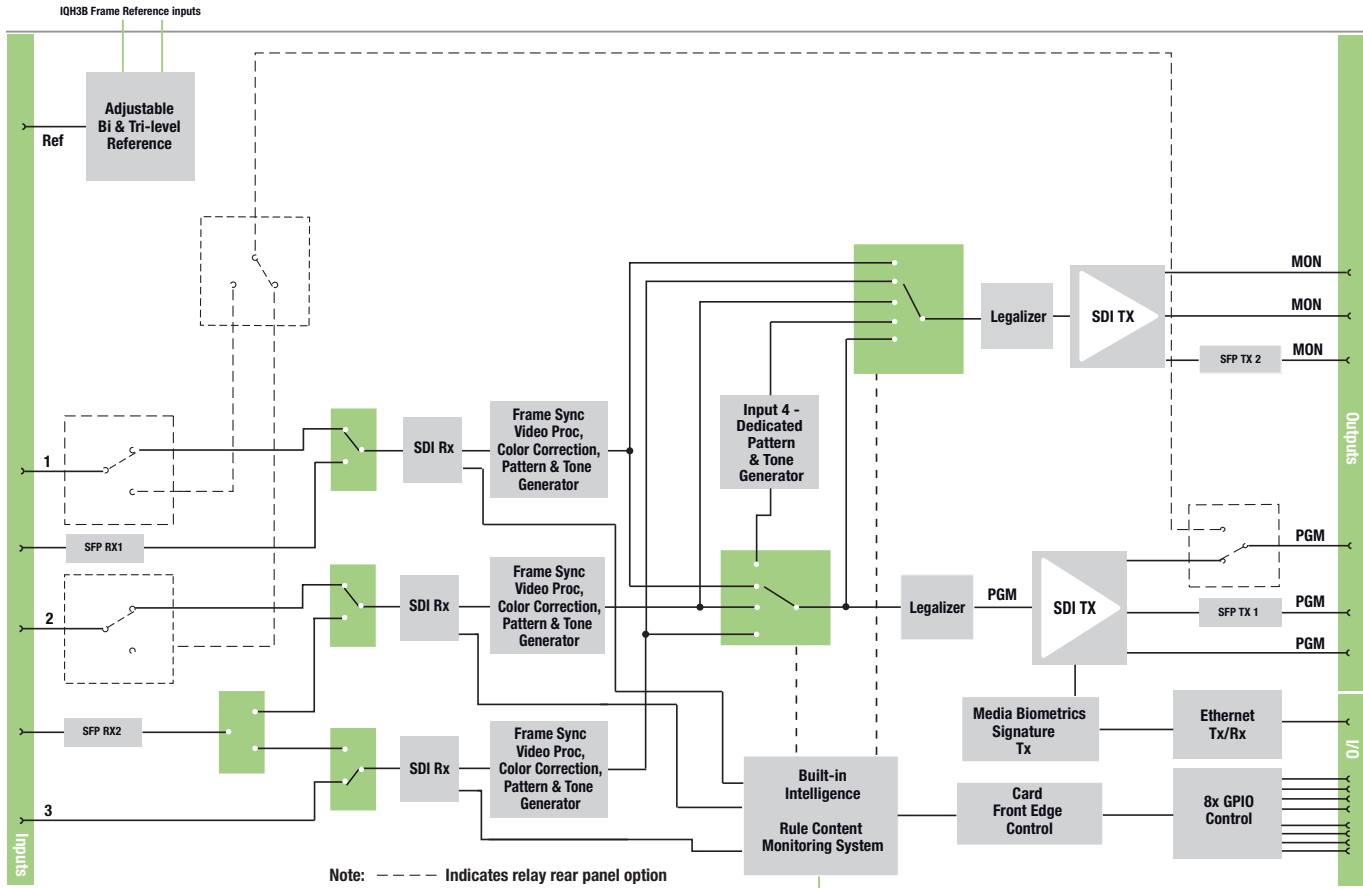 IQH3B Frame Reference inputs
Adjustable
Bi & Tri-level
Reference
Ref
MON
MON
MON
Legalizer
SDI TX
SFP TX 2
Outputs
Input 4 -
Dedicated
Pattern
& Tone
Generator
1
SDI Rx
Frame Sync
Video Proc,
Color Correction,
Pattern & Tone
Generator
SFP RX1
2
SDI Rx
Frame Sync
Video Proc,
Color Correction,
Pattern & Tone
Generator
Legalizer
PGM
SDI TX
PGM
SFP TX 1
PGM
PGM
SFP RX2
SDI Rx
Frame Sync
Video Proc,
Color Correction,
Pattern & Tone
Generator
3
Inputs
Media Biometrics
Signature
Tx
Ethernet
Tx/Rx
I/O
Built-in
Intelligence
Rule Content
Monitoring System
Card
Front Edge
Control
8x GPIO
Control
Note: – – – – Indicates relay rear panel option